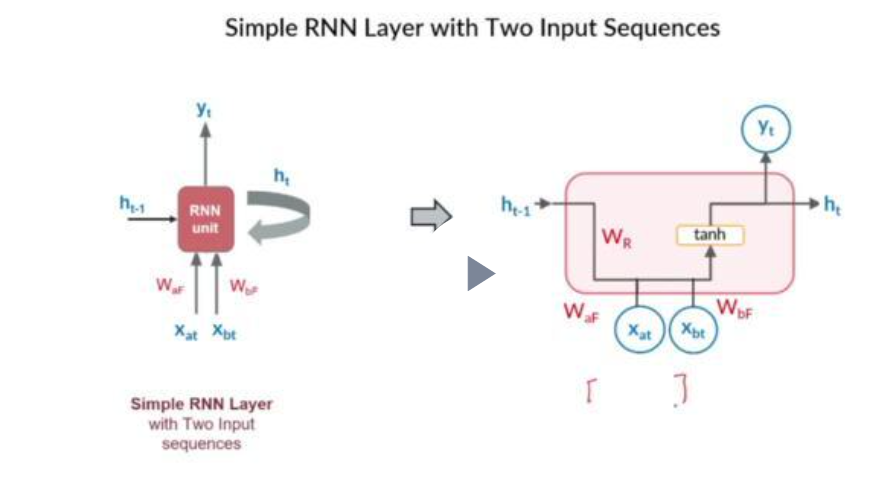 Simple RNN Layer with Two Input Sequences
yₜ
hₜ
hₜ₋₁
RNN
unit
WaF
WbF
xat
xbt
Simple RNN Layer
with Two Input
sequences
yₜ
hₜ₋₁
hₜ
WR
tanh
WaF
WbF
xat
xbt
[ ]